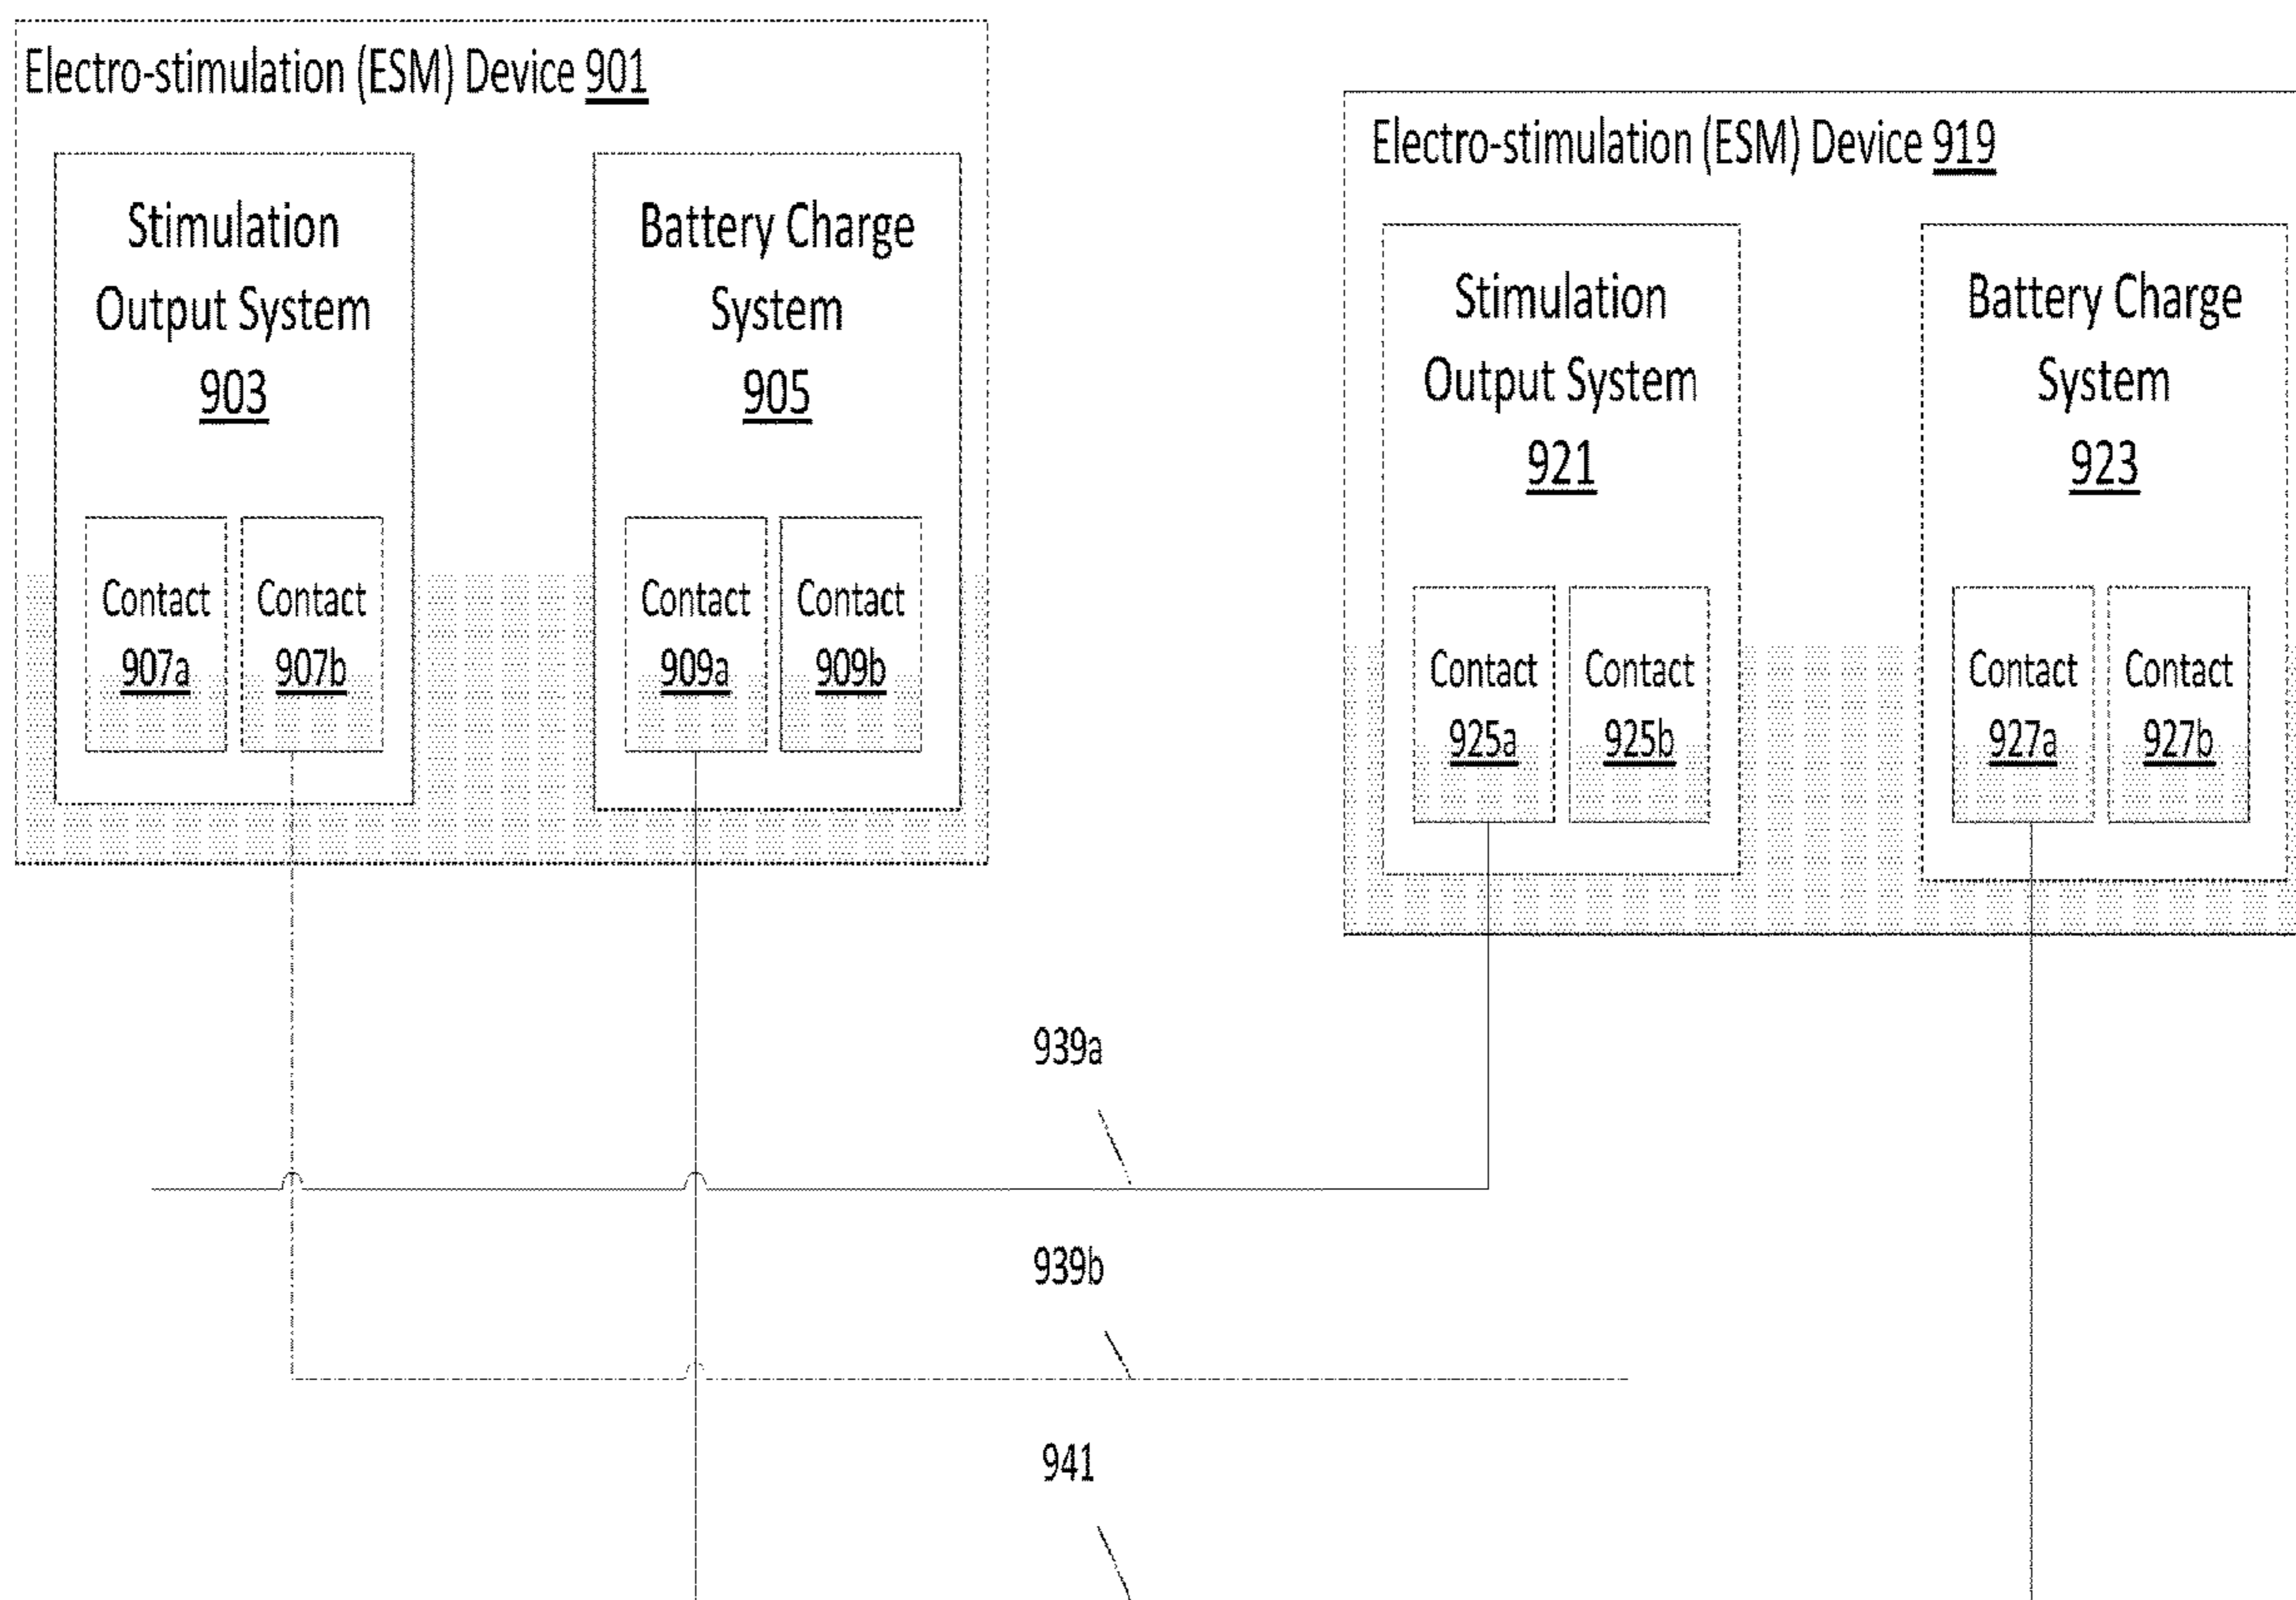 Electro-stimulation (ESM) Device 901
Stimulation
Output System
903
Battery Charge
System
905
Contact
907a
Contact
907b
Contact
909a
Contact
909b
Electro-stimulation (ESM) Device 919
Stimulation
Output System
921
Battery Charge
System
923
Contact
925a
Contact
925b
Contact
927a
Contact
927b
939a
939b
941